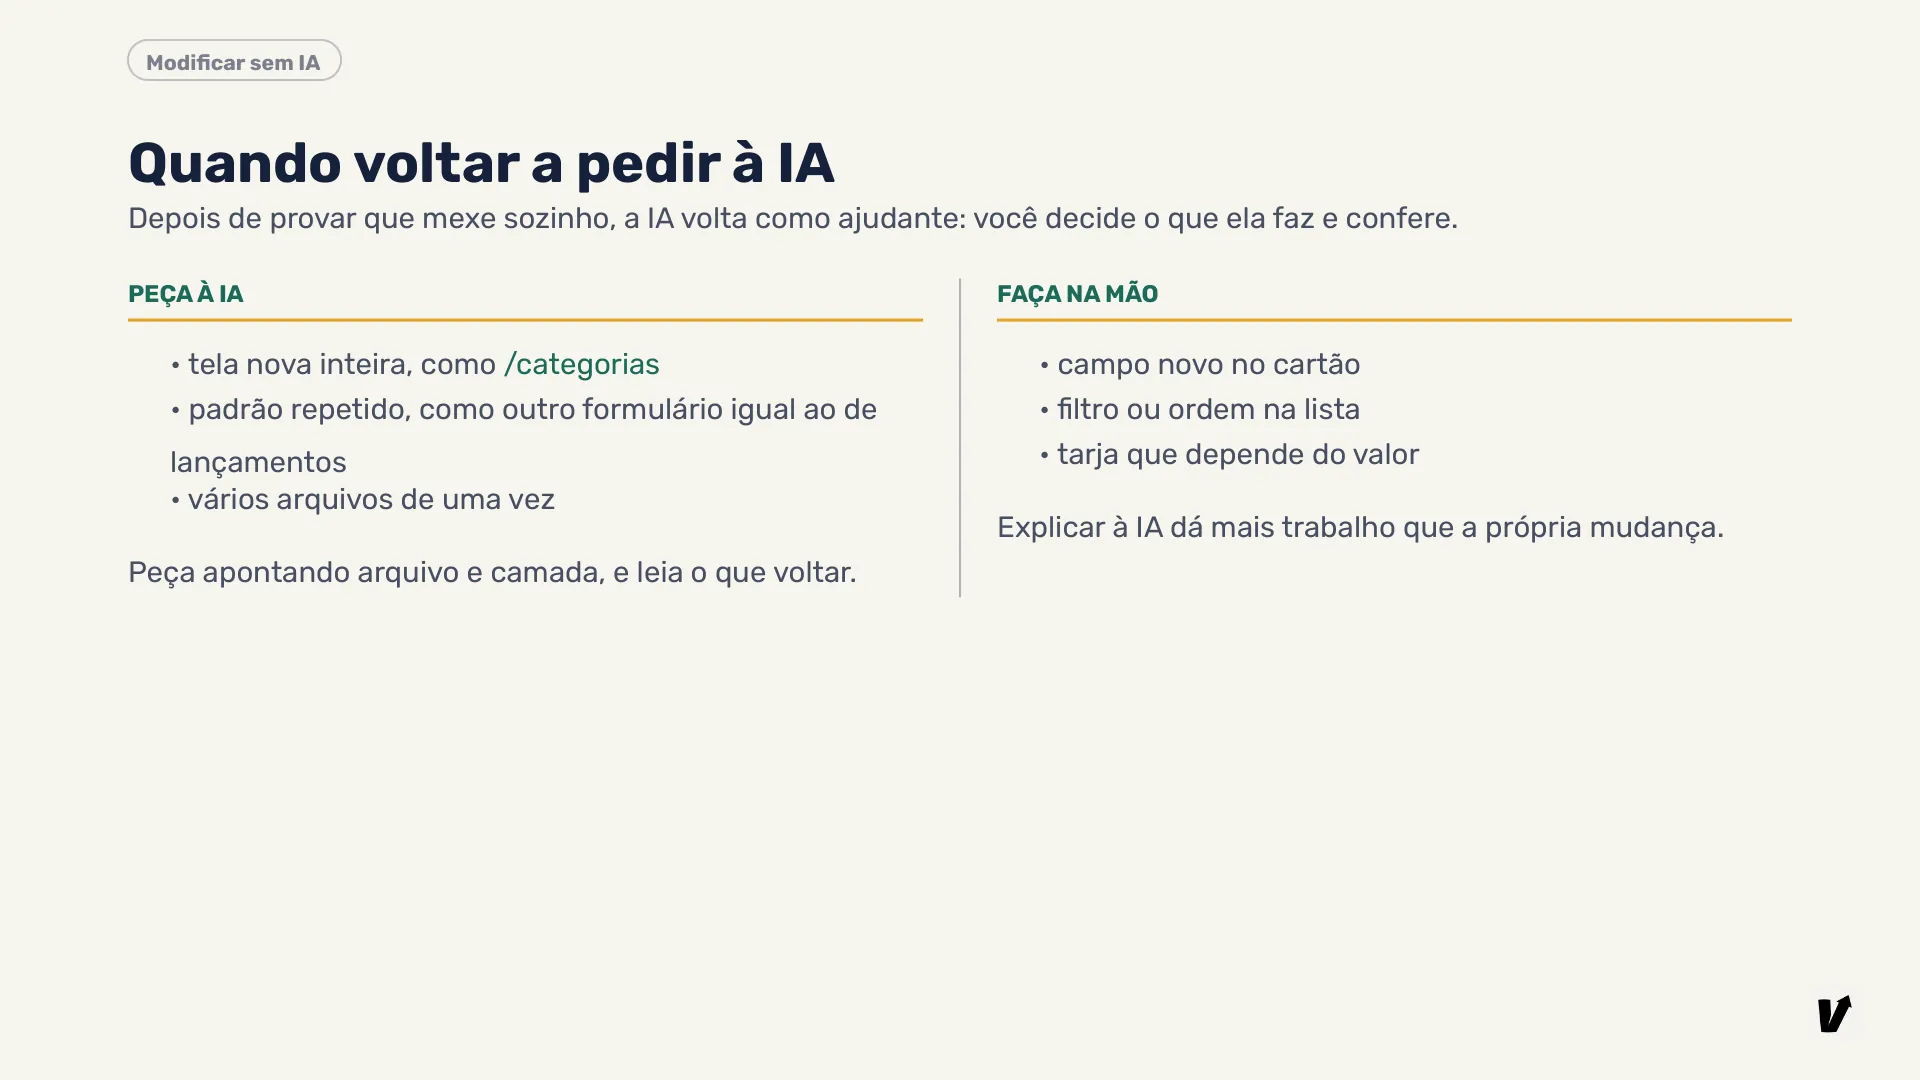 Modificar sem IA
Quando voltar a pedir à IA
Depois de provar que mexe sozinho, a IA volta como ajudante: você decide o que ela faz e confere.
PEÇA À IA
• tela nova inteira, como /categorias
• padrão repetido, como outro formulário igual ao de
lançamentos
• vários arquivos de uma vez
Peça apontando arquivo e camada, e leia o que voltar.
FAÇA NA MÃO
• campo novo no cartão
• filtro ou ordem na lista
• tarja que depende do valor
Explicar à IA dá mais trabalho que a própria mudança.